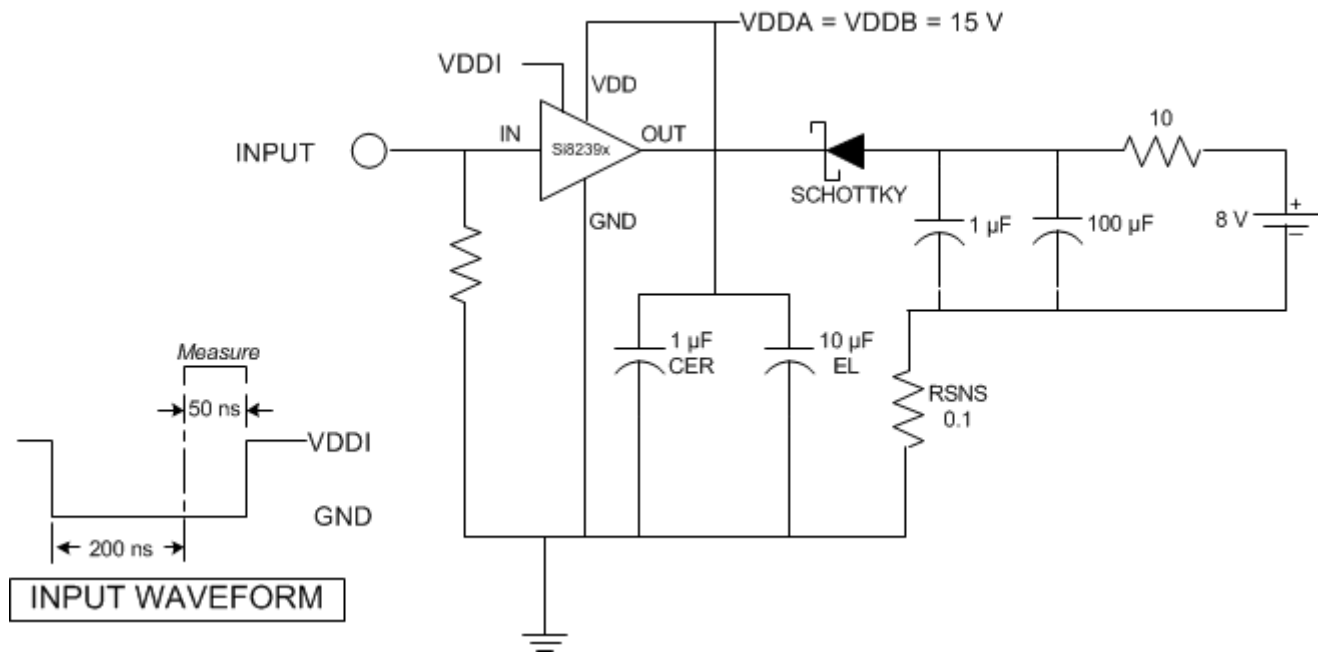 VDDA = VDDB = 15 V
VDDI
VDD
10
INPUT
IN
OUT
Si8239x
SCHOTTKY
GND
1 µF
100 µF
8 V
+
–
Measure
1 µF
CER
10 µF
EL
RSNS
0.1
50 ns
VDDI
GND
200 ns
INPUT WAVEFORM